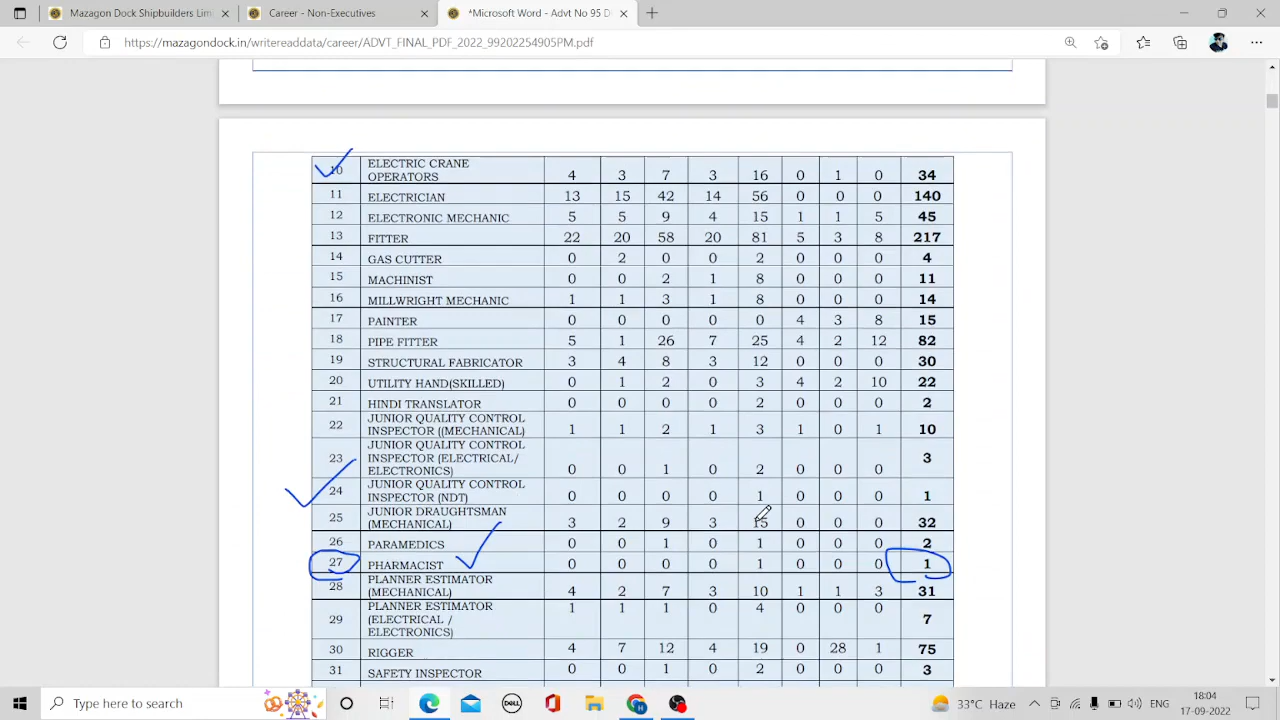 Mazagon Dock Shipbuilders Limi
Career - Non-Executives
*Microsoft Word - Advt No 95 D
https://mazagondock.in/writereaddata/career/ADVT_FINAL_PDF_2022_99202254905PM.pdf
10 ELECTRIC CRANE OPERATORS 4 3 7 3 16 0 1 0 34
11 ELECTRICIAN 13 15 42 14 56 0 0 0 140
12 ELECTRONIC MECHANIC 5 5 9 4 15 1 1 5 45
13 FITTER 22 20 58 20 81 5 3 8 217
14 GAS CUTTER 0 2 0 0 2 0 0 0 4
15 MACHINIST 0 0 2 1 8 0 0 0 11
16 MILLWRIGHT MECHANIC 1 1 3 1 8 0 0 0 14
17 PAINTER 0 0 0 0 0 4 3 8 15
18 PIPE FITTER 5 1 26 7 25 4 2 12 82
19 STRUCTURAL FABRICATOR 3 4 8 3 12 0 0 0 30
20 UTILITY HAND(SKILLED) 0 1 2 0 3 4 2 10 22
21 HINDI TRANSLATOR 0 0 0 0 2 0 0 0 2
22 JUNIOR QUALITY CONTROL INSPECTOR ((MECHANICAL) 1 1 2 1 3 1 0 1 10
23 JUNIOR QUALITY CONTROL INSPECTOR (ELECTRICAL/ ELECTRONICS) 0 0 1 0 2 0 0 0 3
24 JUNIOR QUALITY CONTROL INSPECTOR (NDT) 0 0 0 0 1 0 0 0 1
25 JUNIOR DRAUGHTSMAN (MECHANICAL) 3 2 9 3 15 0 0 0 32
26 PARAMEDICS 0 0 1 0 1 0 0 0 2
27 PHARMACIST 0 0 0 0 1 0 0 0 1
28 PLANNER ESTIMATOR (MECHANICAL) 4 2 7 3 10 1 1 3 31
29 PLANNER ESTIMATOR (ELECTRICAL / ELECTRONICS) 1 1 1 0 4 0 0 0 7
30 RIGGER 4 7 12 4 19 0 28 1 75
31 SAFETY INSPECTOR 0 0 1 0 2 0 0 0 3
Type here to search
DELL
33°C Haze
ENG
18:04
17-09-2022